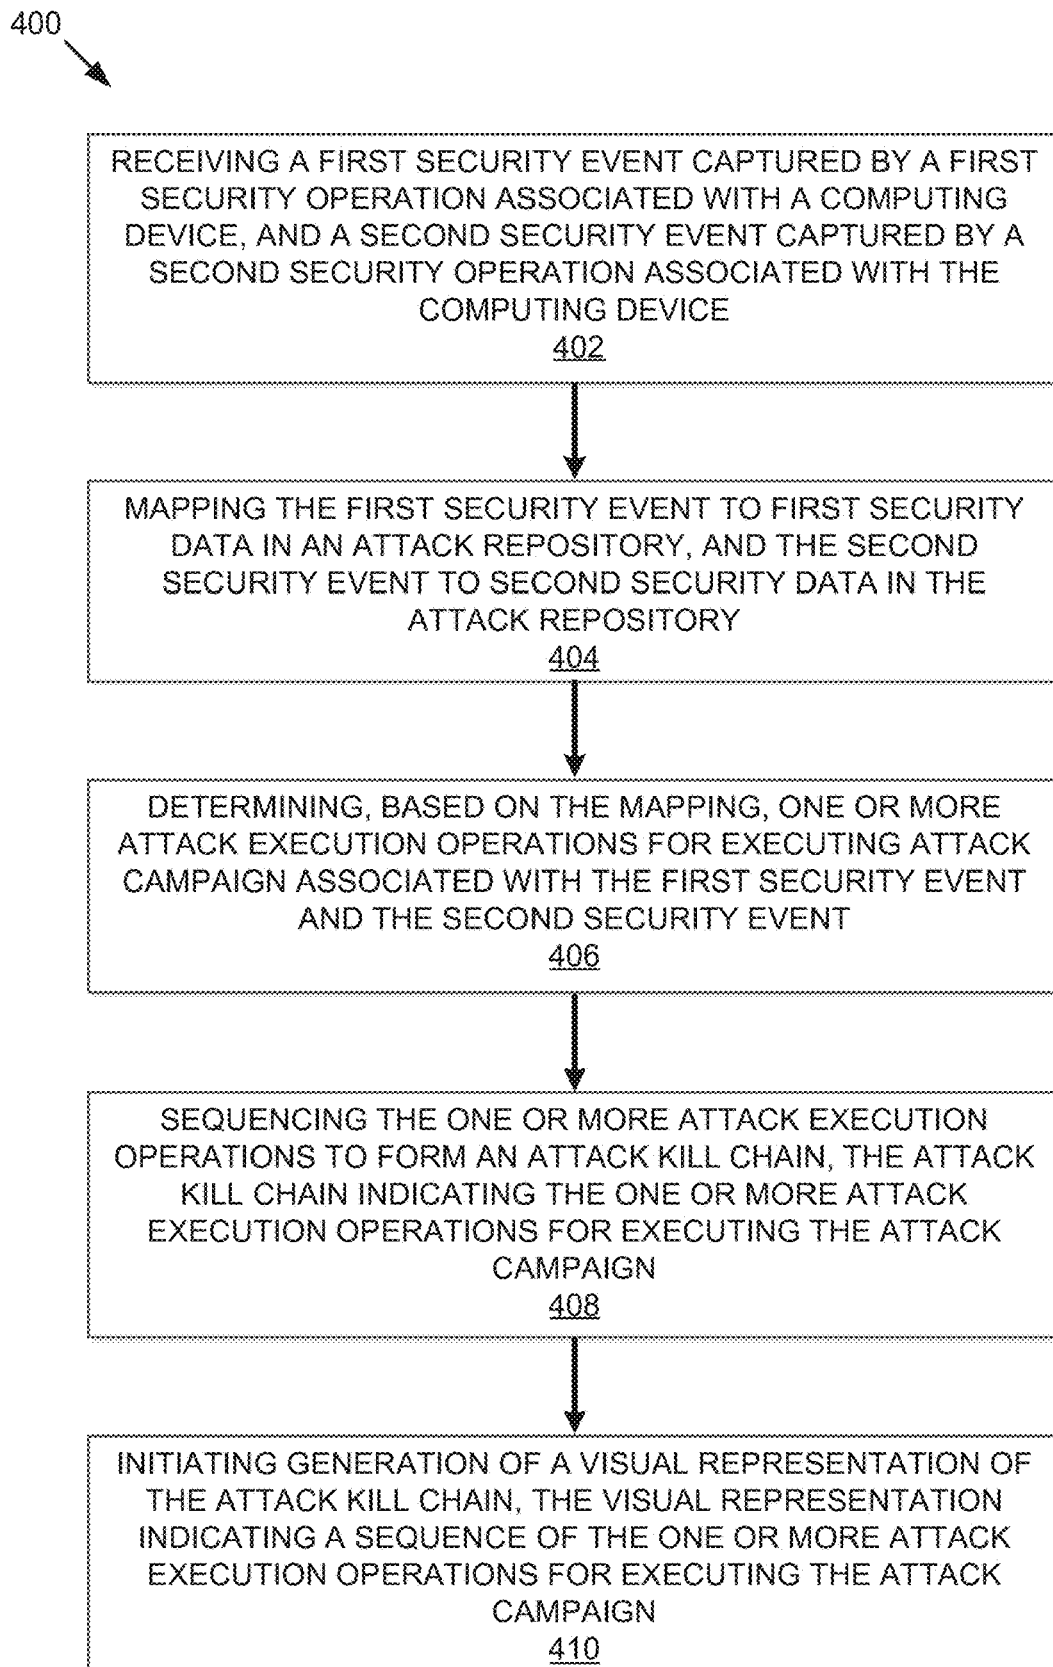 400
RECEIVING A FIRST SECURITY EVENT CAPTURED BY A FIRST
SECURITY OPERATION ASSOCIATED WITH A COMPUTING
DEVICE, AND A SECOND SECURITY EVENT CAPTURED BY A
SECOND SECURITY OPERATION ASSOCIATED WITH THE
COMPUTING DEVICE
402
MAPPING THE FIRST SECURITY EVENT TO FIRST SECURITY
DATA IN AN ATTACK REPOSITORY, AND THE SECOND
SECURITY EVENT TO SECOND SECURITY DATA IN THE
ATTACK REPOSITORY
404
DETERMINING, BASED ON THE MAPPING, ONE OR MORE
ATTACK EXECUTION OPERATIONS FOR EXECUTING ATTACK
CAMPAIGN ASSOCIATED WITH THE FIRST SECURITY EVENT
AND THE SECOND SECURITY EVENT
406
SEQUENCING THE ONE OR MORE ATTACK EXECUTION
OPERATIONS TO FORM AN ATTACK KILL CHAIN, THE ATTACK
KILL CHAIN INDICATING THE ONE OR MORE ATTACK
EXECUTION OPERATIONS FOR EXECUTING THE ATTACK
CAMPAIGN
408
INITIATING GENERATION OF A VISUAL REPRESENTATION OF
THE ATTACK KILL CHAIN, THE VISUAL REPRESENTATION
INDICATING A SEQUENCE OF THE ONE OR MORE ATTACK
EXECUTION OPERATIONS FOR EXECUTING THE ATTACK
CAMPAIGN
410